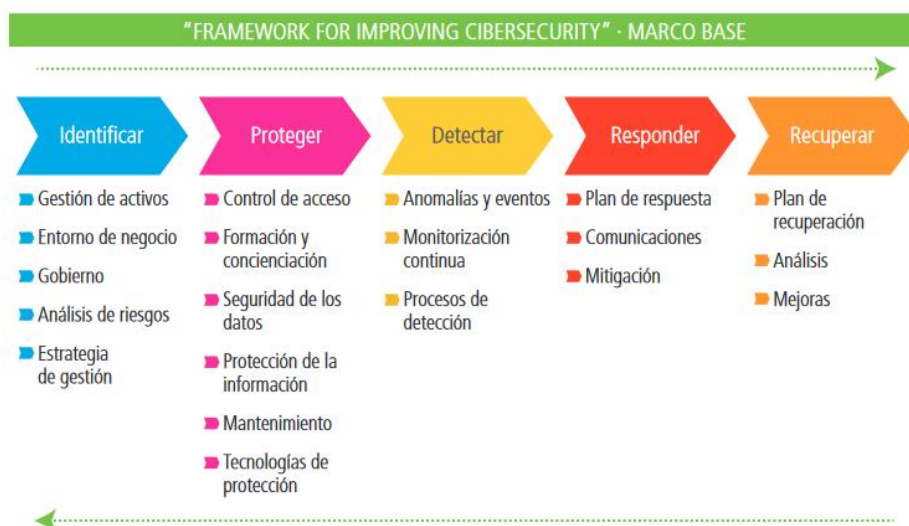 "FRAMEWORK FOR IMPROVING CIBERSECURITY" · MARCO BASE
Identificar
Gestión de activos
Entorno de negocio
Gobierno
Análisis de riesgos
Estrategia
de gestión
Proteger
Control de acceso
Formación y
concienciación
Seguridad de los
datos
Protección de la
información
Mantenimiento
Tecnologías de
protección
Detectar
Anomalías y eventos
Monitorización
continua
Procesos de
detección
Responder
Plan de respuesta
Comunicaciones
Mitigación
Recuperar
Plan de
recuperación
Análisis
Mejoras